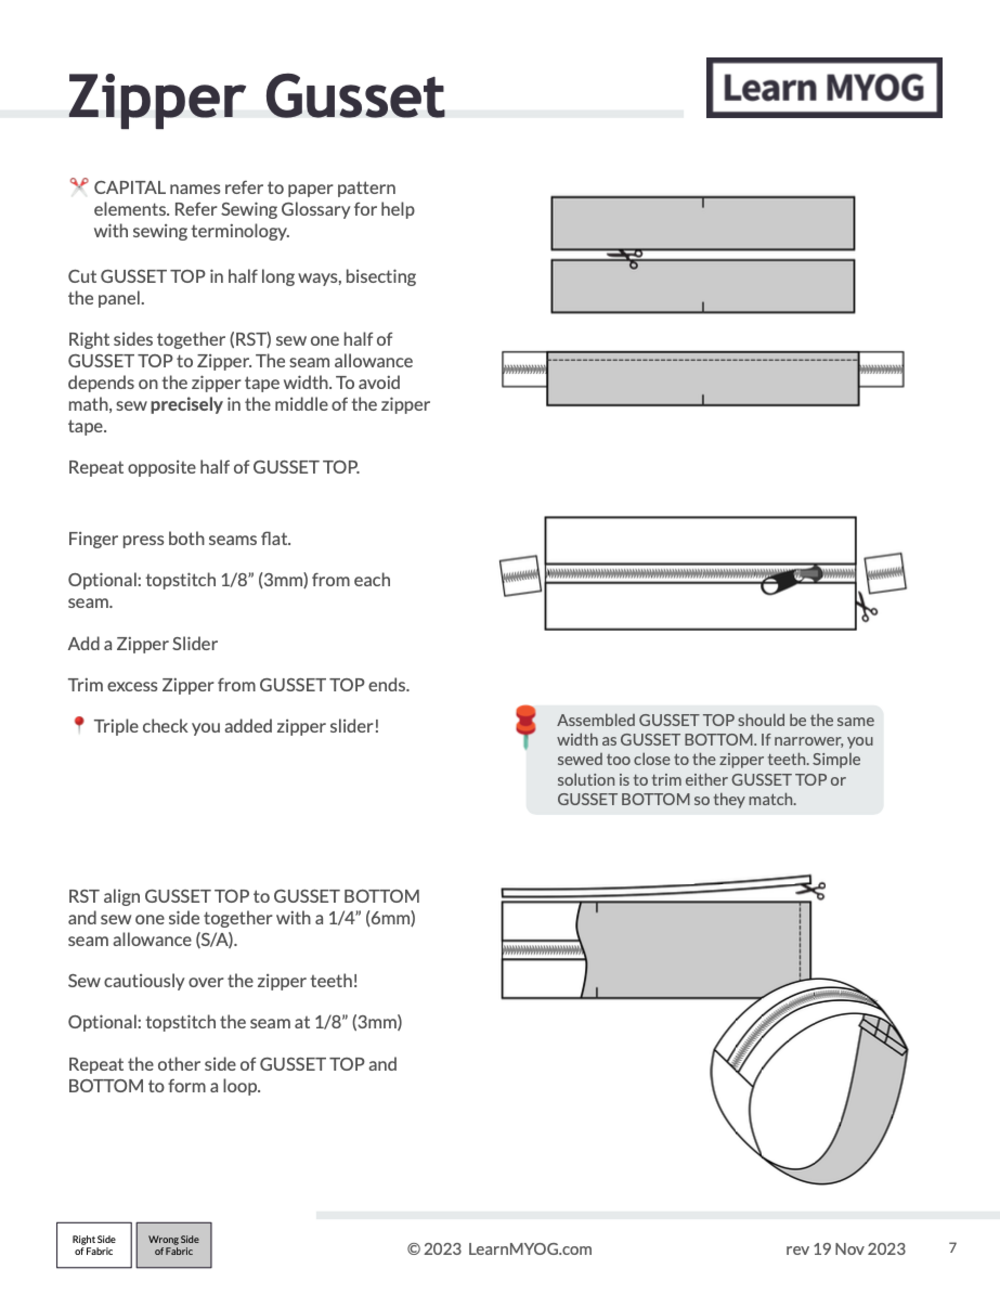 Zipper Gusset
Learn MYOG
CAPITAL names refer to paper pattern
elements. Refer Sewing Glossary for help
with sewing terminology.
Cut GUSSET TOP in half long ways, bisecting
the panel.
Right sides together (RST) sew one half of
GUSSET TOP to Zipper. The seam allowance
depends on the zipper tape width. To avoid
math, sew precisely in the middle of the zipper
tape.
Repeat opposite half of GUSSET TOP.
Finger press both seams flat.
Optional: topstitch 1/8” (3mm) from each
seam.
Add a Zipper Slider
Trim excess Zipper from GUSSET TOP ends.
Triple check you added zipper slider!
Assembled GUSSET TOP should be the same
width as GUSSET BOTTOM. If narrower, you
sewed too close to the zipper teeth. Simple
solution is to trim either GUSSET TOP or
GUSSET BOTTOM so they match.
RST align GUSSET TOP to GUSSET BOTTOM
and sew one side together with a 1/4” (6mm)
seam allowance (S/A).
Sew cautiously over the zipper teeth!
Optional: topstitch the seam at 1/8” (3mm)
Repeat the other side of GUSSET TOP and
BOTTOM to form a loop.
Right Side
of Fabric
Wrong Side
of Fabric
© 2023 LearnMYOG.com
rev 19 Nov 2023
7